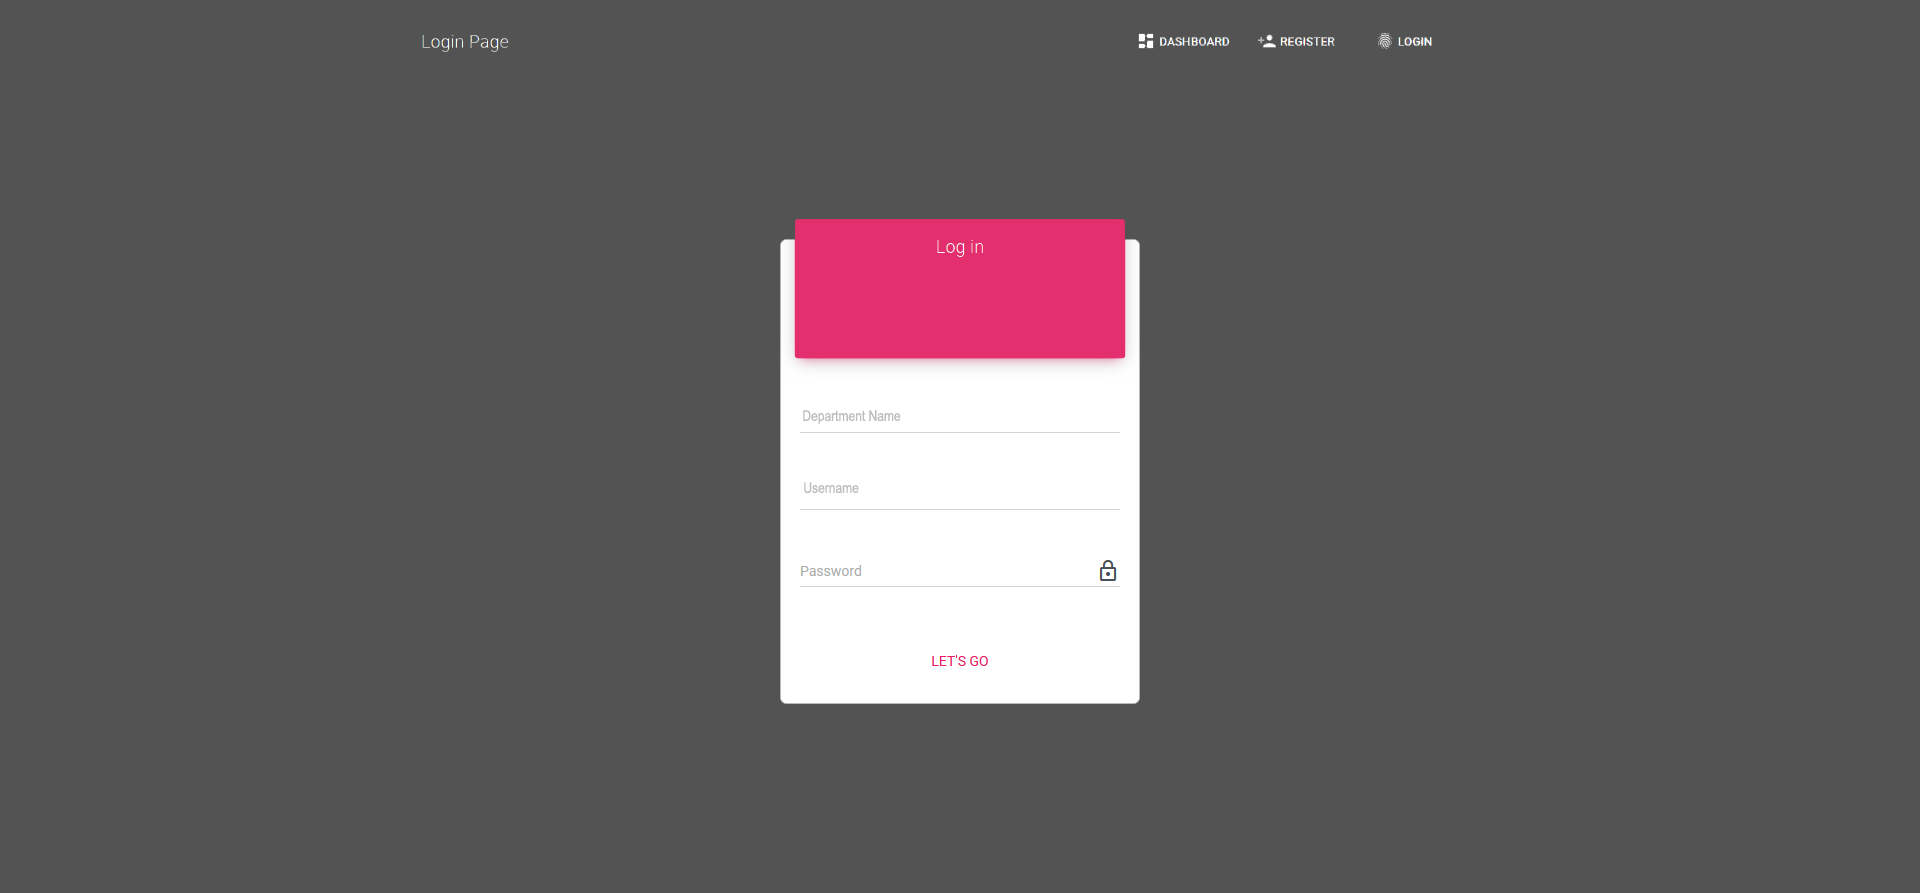 Login Page
DASHBOARD
REGISTER
LOGIN
Log in
Department Name
Username
Password
LET'S GO